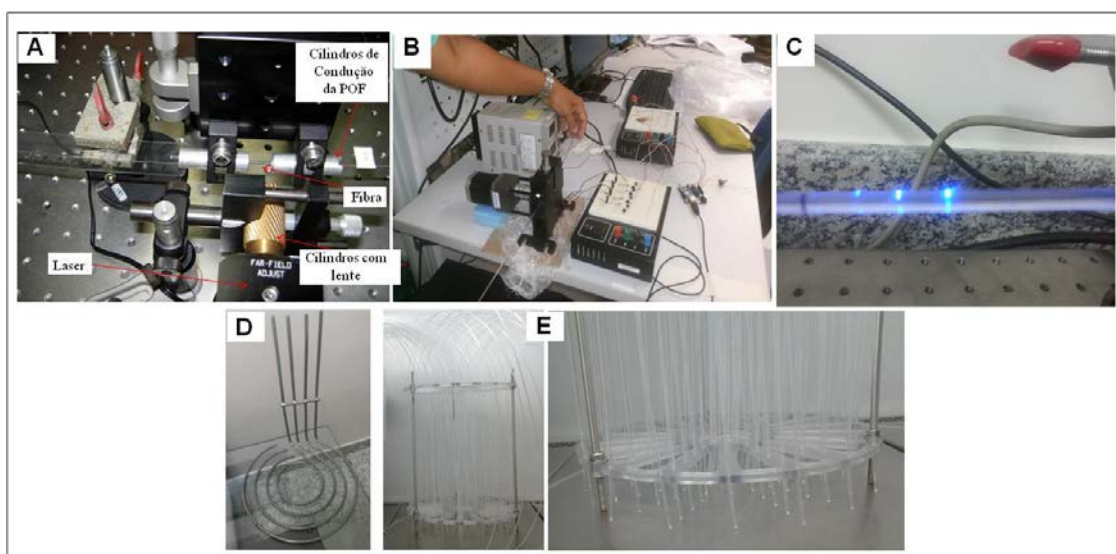 A
Cilindros de
Condução
da POF
Fibra
Cilindros com
lente
Laser
FAR-FIELD
ADJUST
B
C
D
E